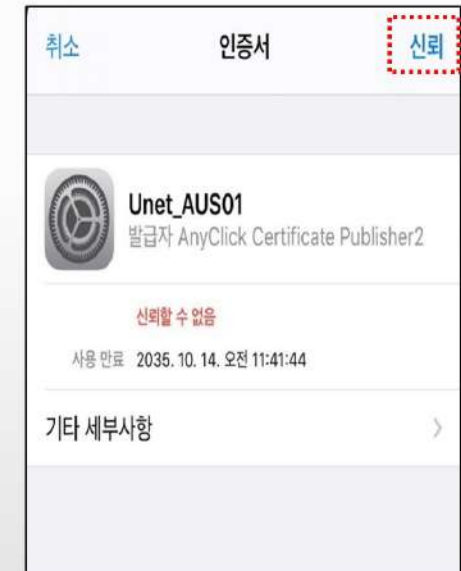 취소 인증서 신뢰
Unet_AUS01
발급자 AnyClick Certificate Publisher2
신뢰할 수 없음
사용 만료 2035. 10. 14. 오전 11:41:44
기타 세부사항